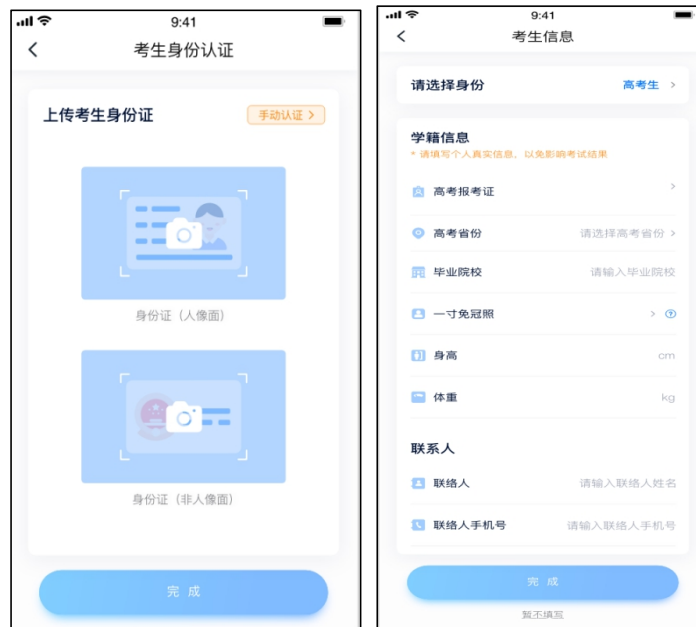 9:41
考生身份认证
上传考生身份证
手动认证 >
身份证（人像面）
身份证（非人像面）
完成
9:41
考生信息
请选择身份 高考生 >
学籍信息
* 请填写个人真实信息，以免影响考试结果
高考报考证 >
高考省份 请选择高考省份 >
毕业院校 请输入毕业院校
一寸免冠照 > ?
身高 cm
体重 kg
联系人
联络人 请输入联络人姓名
联络人手机号 请输入联络人手机号
完成
暂不填写